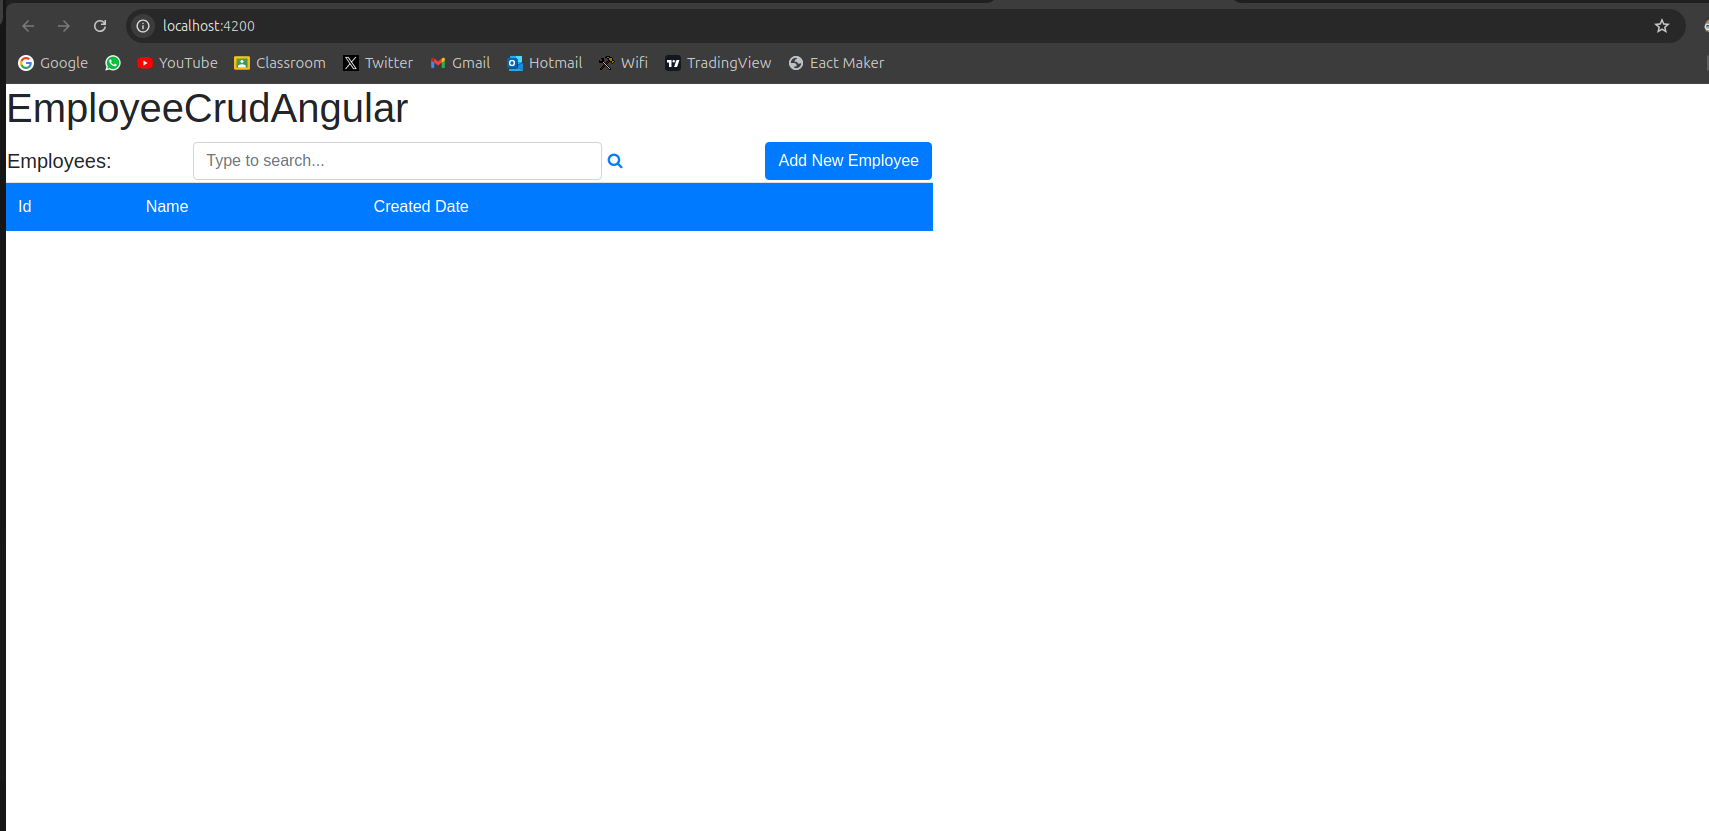 localhost:4200
Google YouTube Classroom Twitter Gmail Hotmail Wifi TradingView Eact Maker
EmployeeCrudAngular
Employees: Type to search... Add New Employee
Id Name Created Date